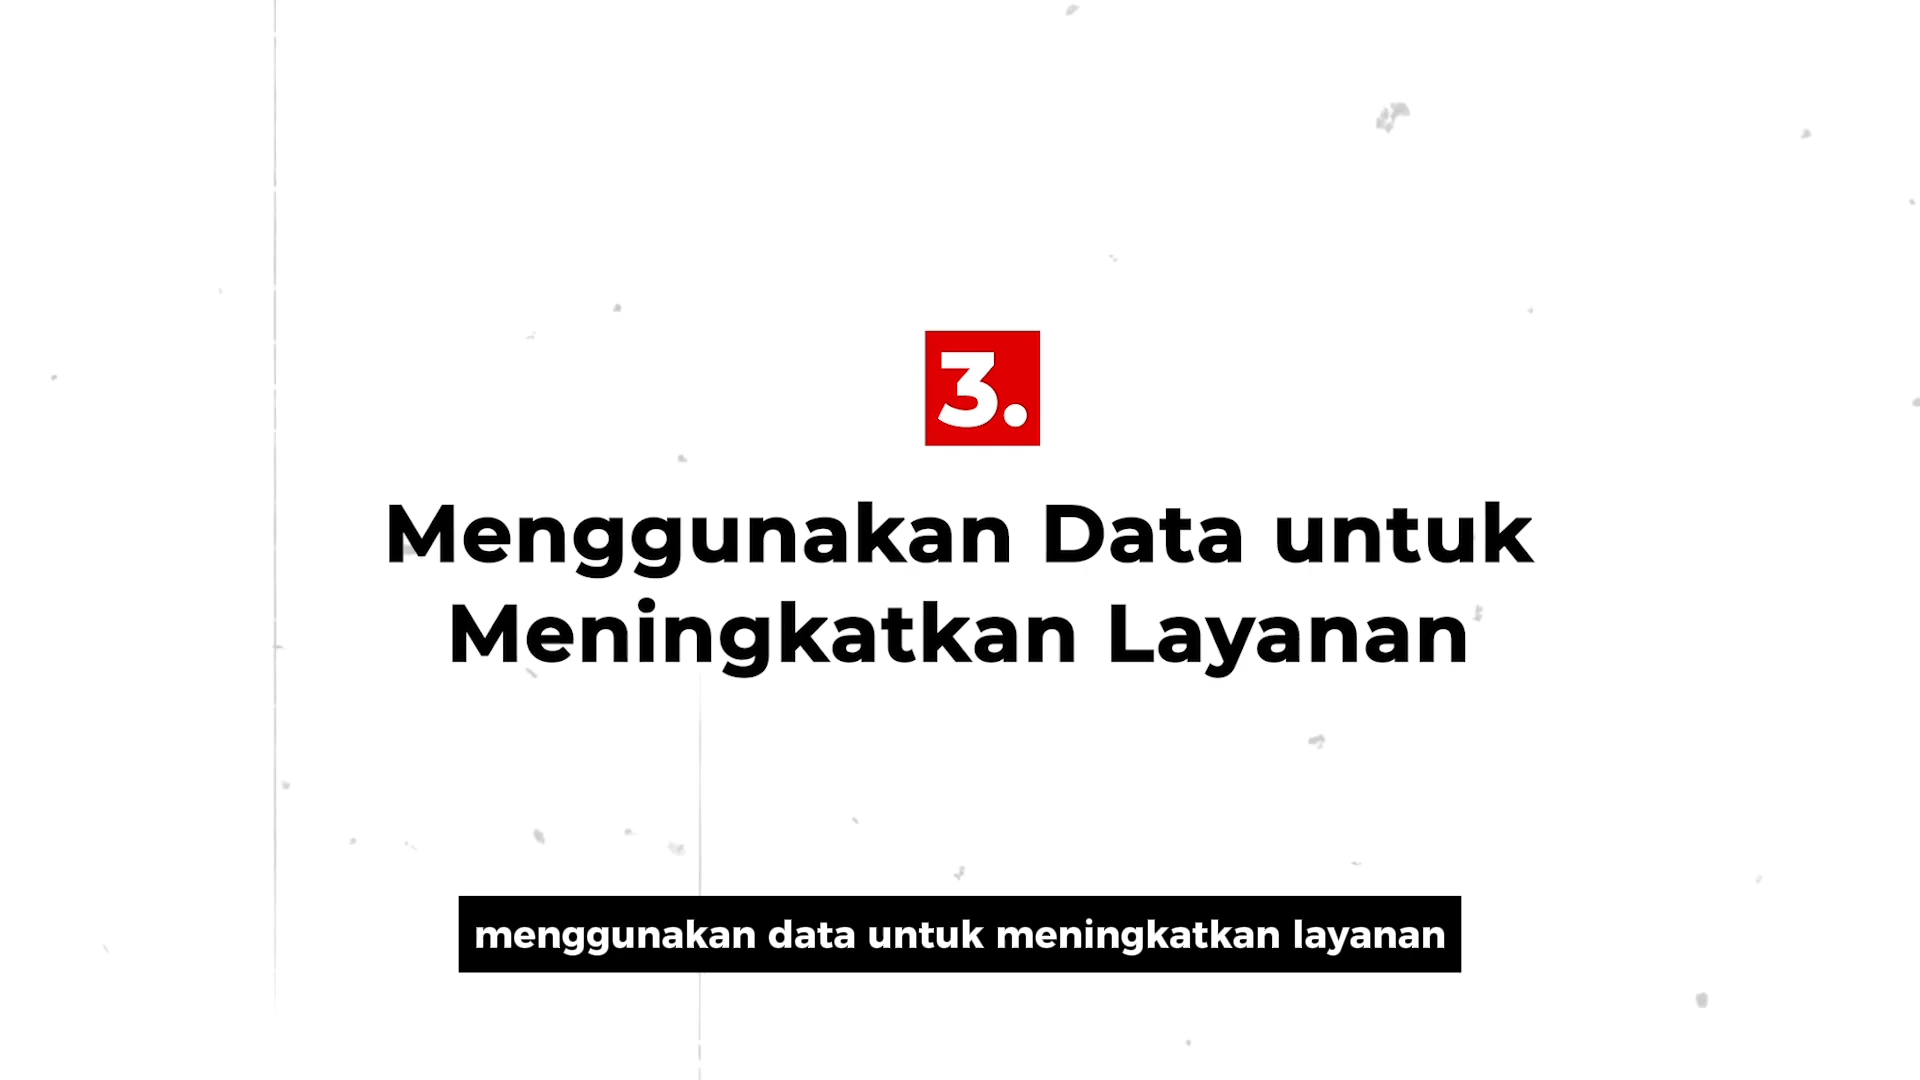 3.
Menggunakan Data untuk
Meningkatkan Layanan
menggunakan data untuk meningkatkan layanan